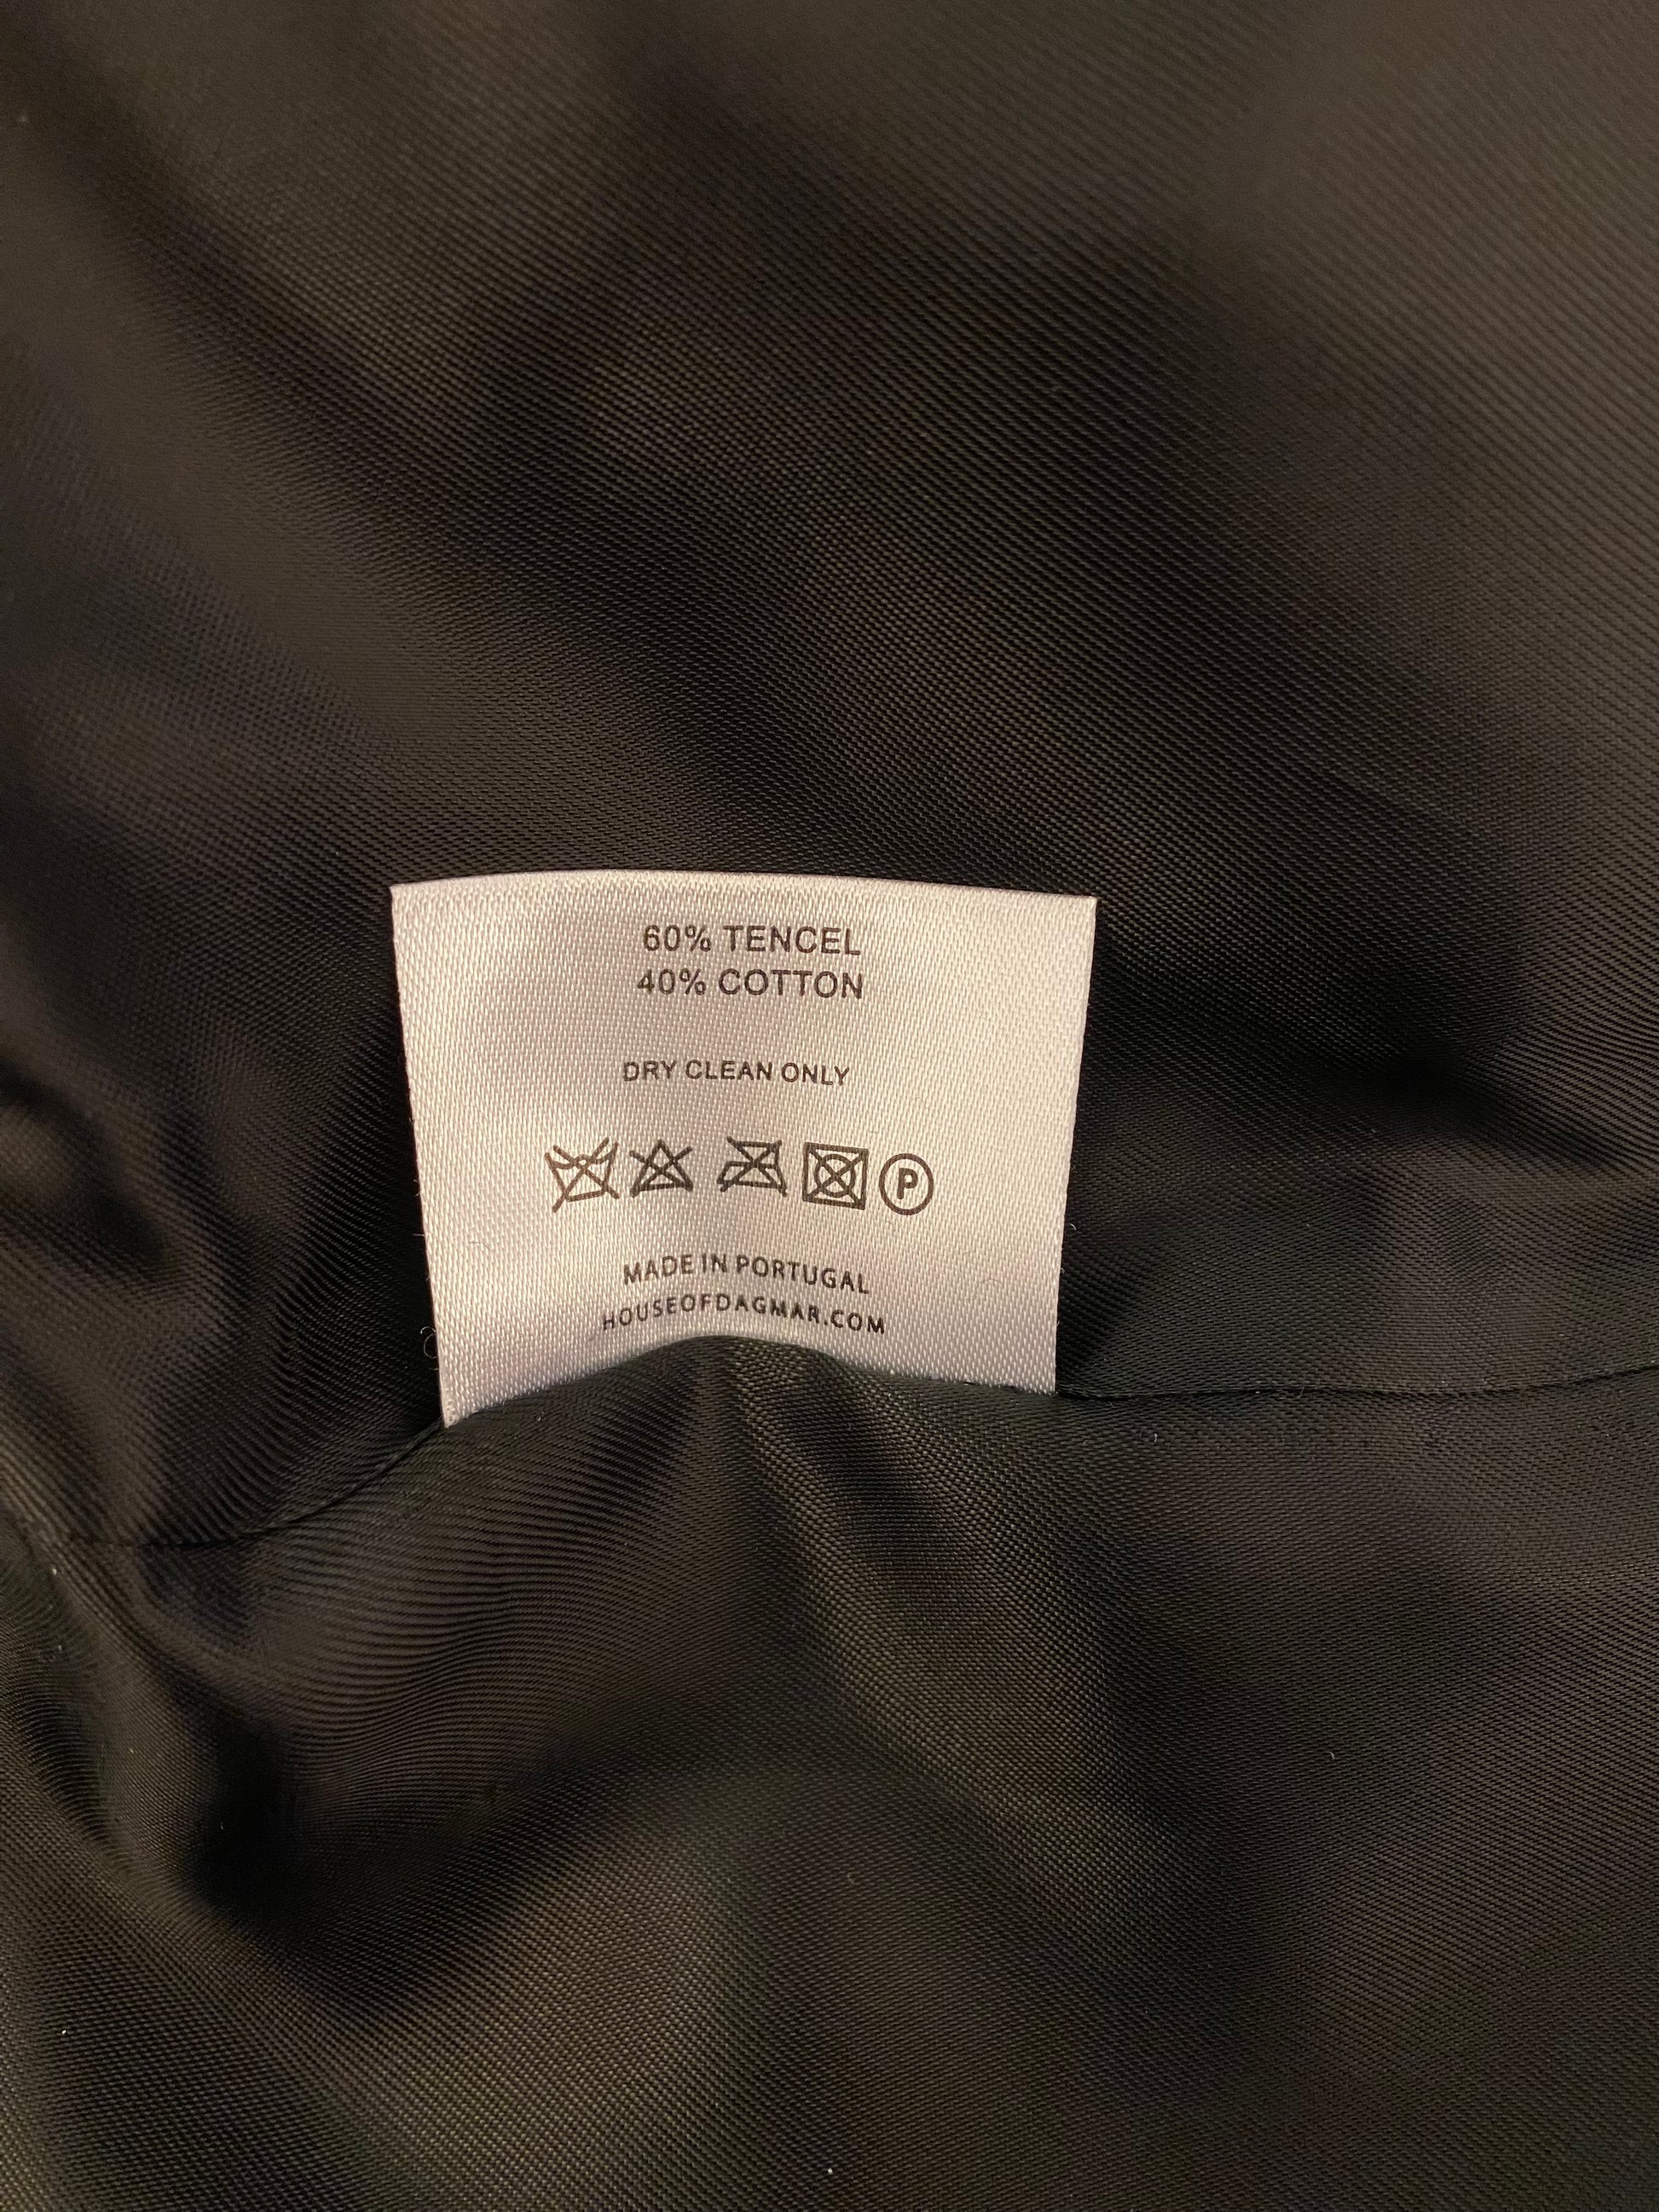 60% TENCEL
40% COTTON
DRY CLEAN ONLY
P
MADE IN PORTUGAL
HOUSEOFDAGMAR.COM